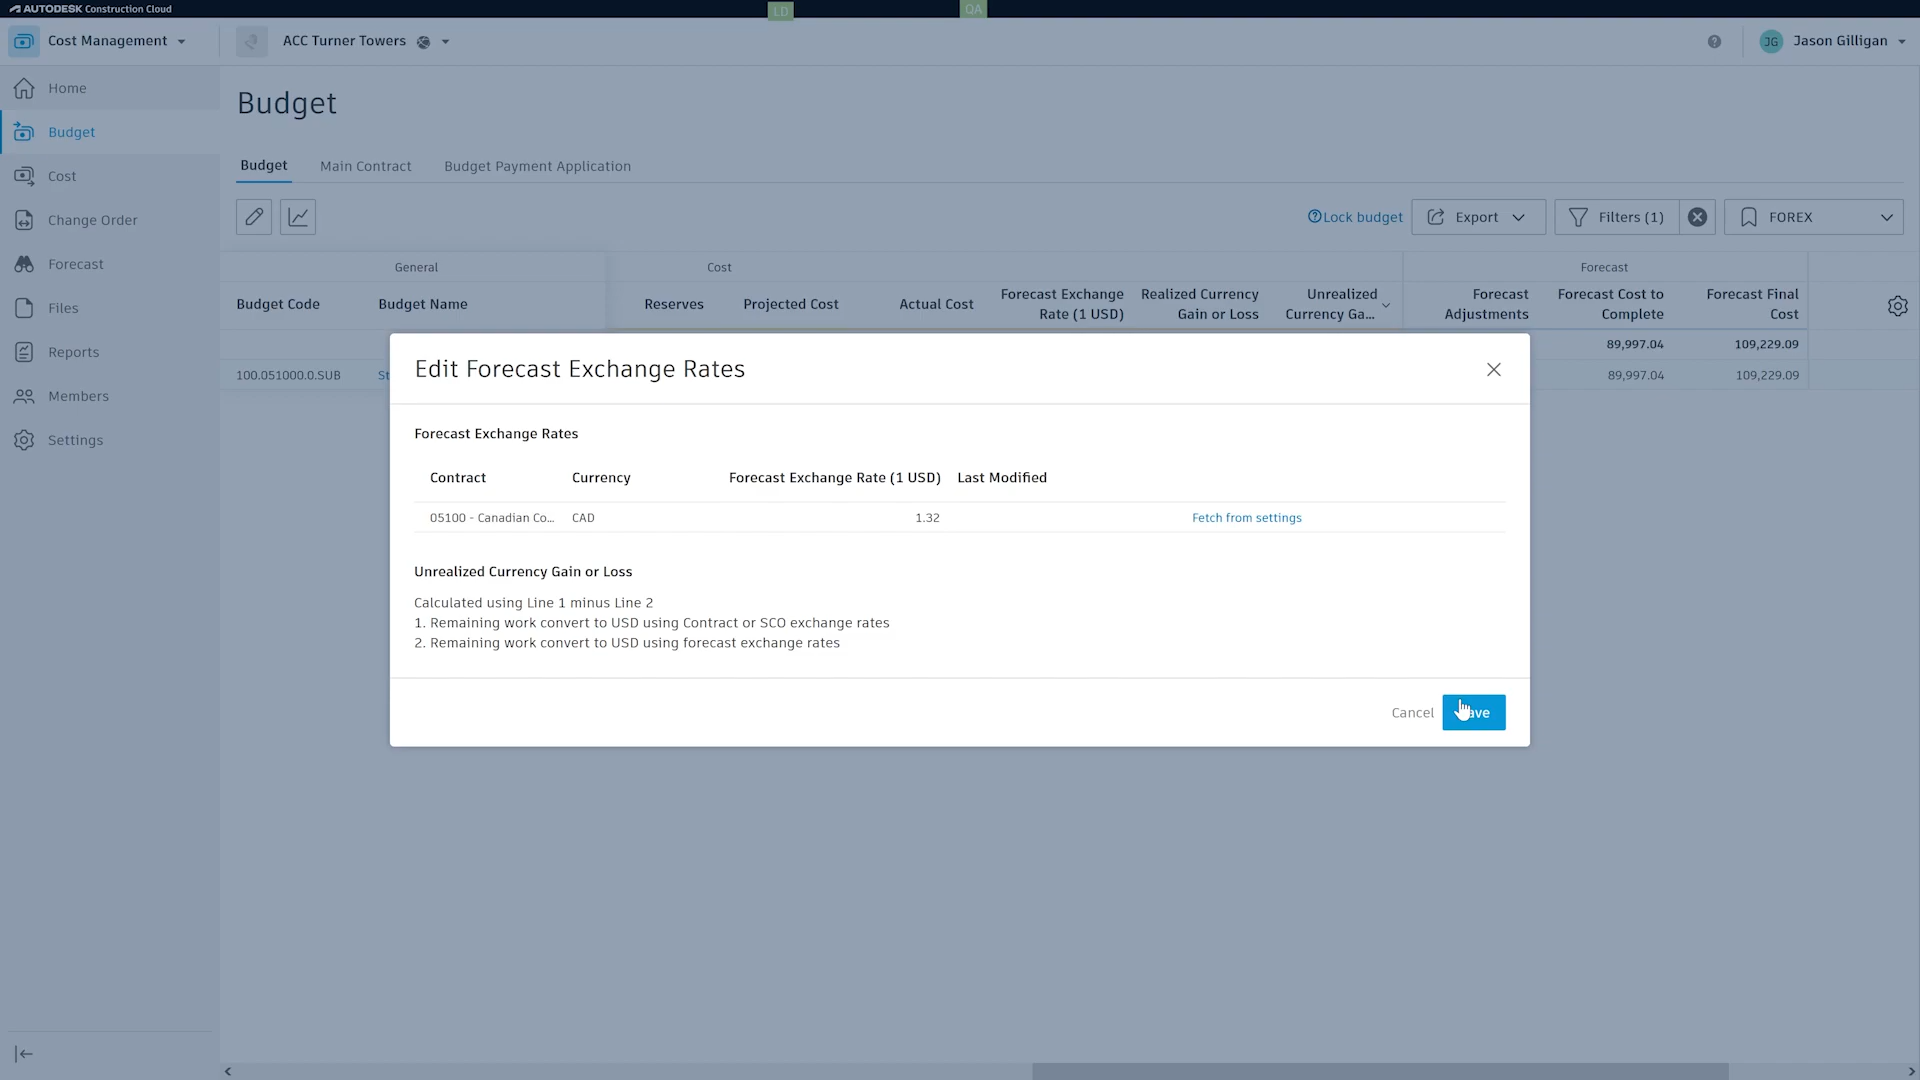 AUTODESK Construction Cloud
LD
QA
Cost Management
ACC Turner Towers
JG
Jason Gilligan
Home
Budget
Cost
Change Order
Forecast
Files
Reports
Members
Settings
Budget
Budget
Main Contract
Budget Payment Application
Lock budget
Export
Filters (1)
FOREX
General
Cost
Forecast
Budget Code
Budget Name
Reserves
Projected Cost
Actual Cost
Forecast Exchange
Rate (1 USD)
Realized Currency
Gain or Loss
Unrealized
Currency Ga...
Forecast
Adjustments
Forecast Cost to
Complete
Forecast Final
Cost
89,997.04
109,229.09
100.051000.0.SUB
St
89,997.04
109,229.09
Edit Forecast Exchange Rates
Forecast Exchange Rates
Contract
Currency
Forecast Exchange Rate (1 USD)
Last Modified
05100 - Canadian Co...
CAD
1.32
Fetch from settings
Unrealized Currency Gain or Loss
Calculated using Line 1 minus Line 2
1. Remaining work convert to USD using Contract or SCO exchange rates
2. Remaining work convert to USD using forecast exchange rates
Cancel